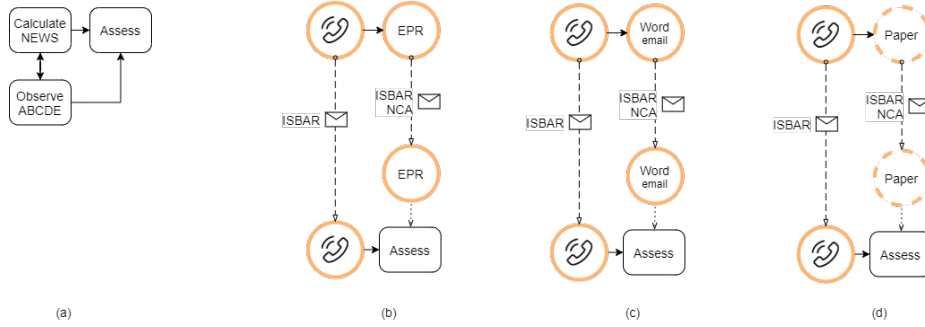 Calculate
NEWS
Assess
Observe
ABCDE
(a)
EPR
ISBAR
ISBAR
NCA
EPR
Assess
(b)
Word
email
ISBAR
ISBAR
NCA
Word
email
Assess
(c)
Paper
ISBAR
ISBAR
NCA
Paper
Assess
(d)